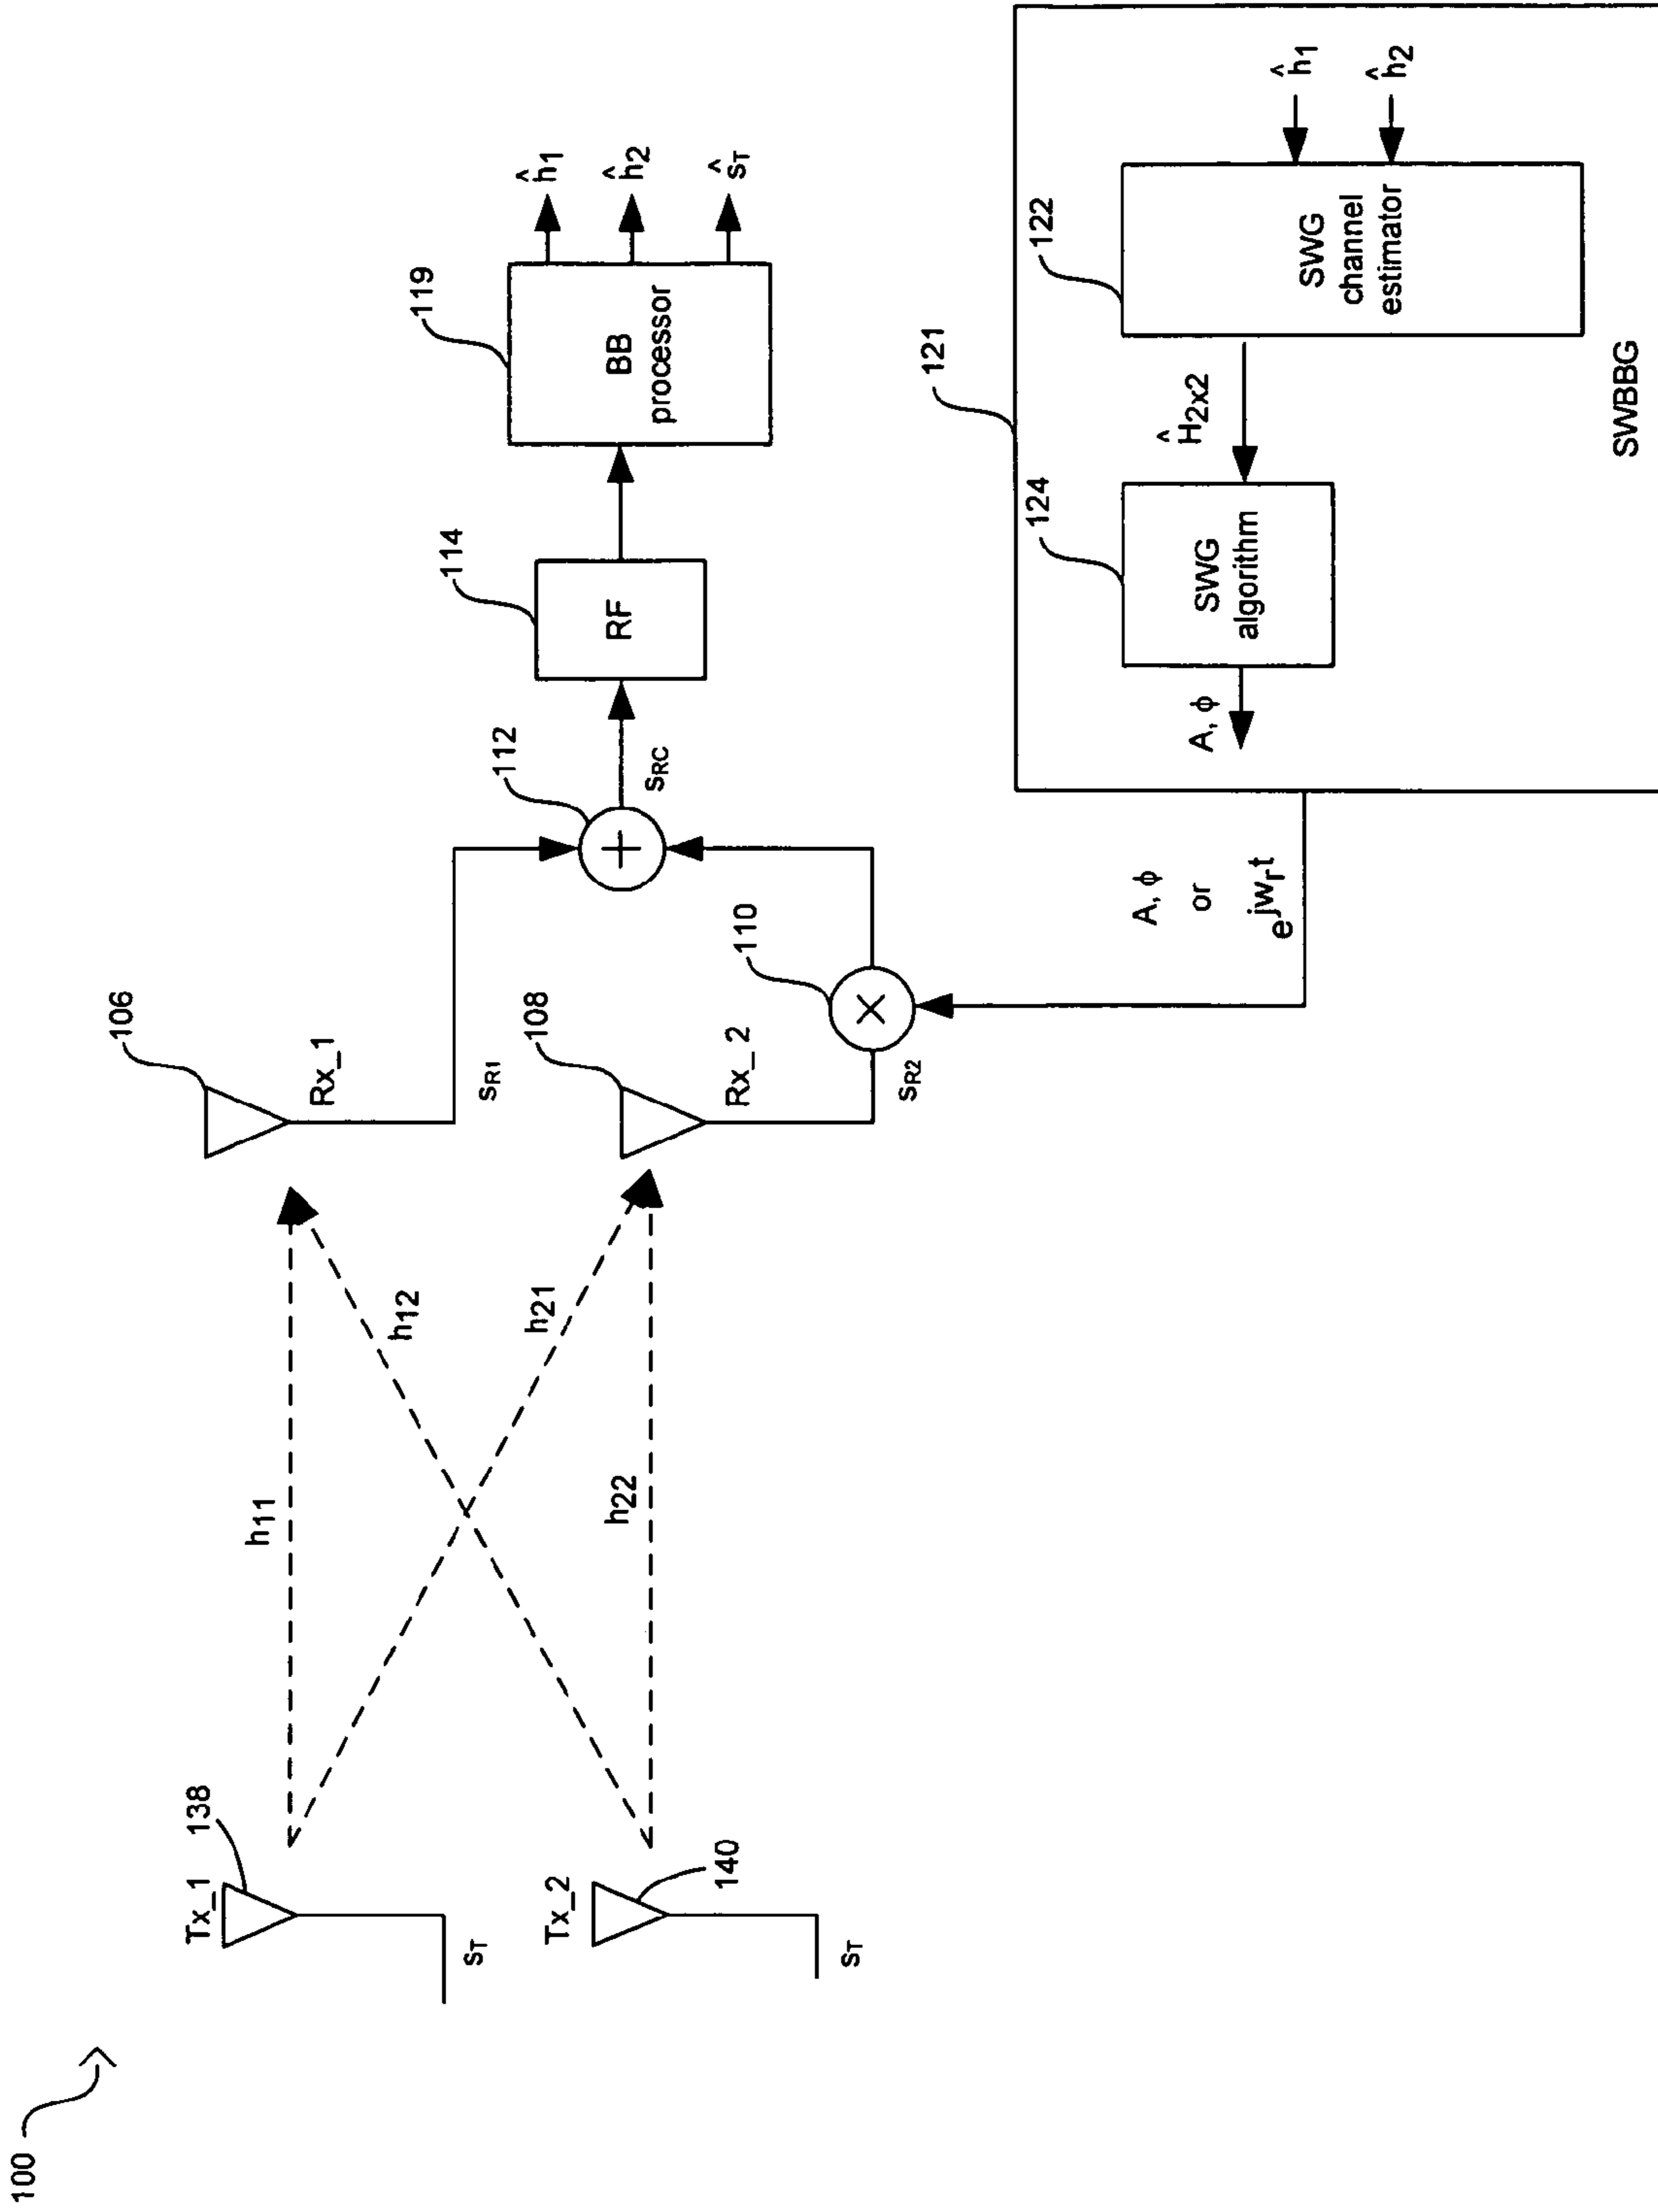 100
Tx_1
138
sT
Tx_2
140
sT
h11
h12
h21
h22
106
Rx_1
sR1
108
Rx_2
sR2
110
×
112
+
sRC
114
RF
119
BB
processor
ĥ1
ĥ2
ŝT
A, ϕ
or
e^jwrt
121
A, ϕ
124
SWG
algorithm
Ĥ2x2
122
SWG
channel
estimator
ĥ1
ĥ2
SWBBG